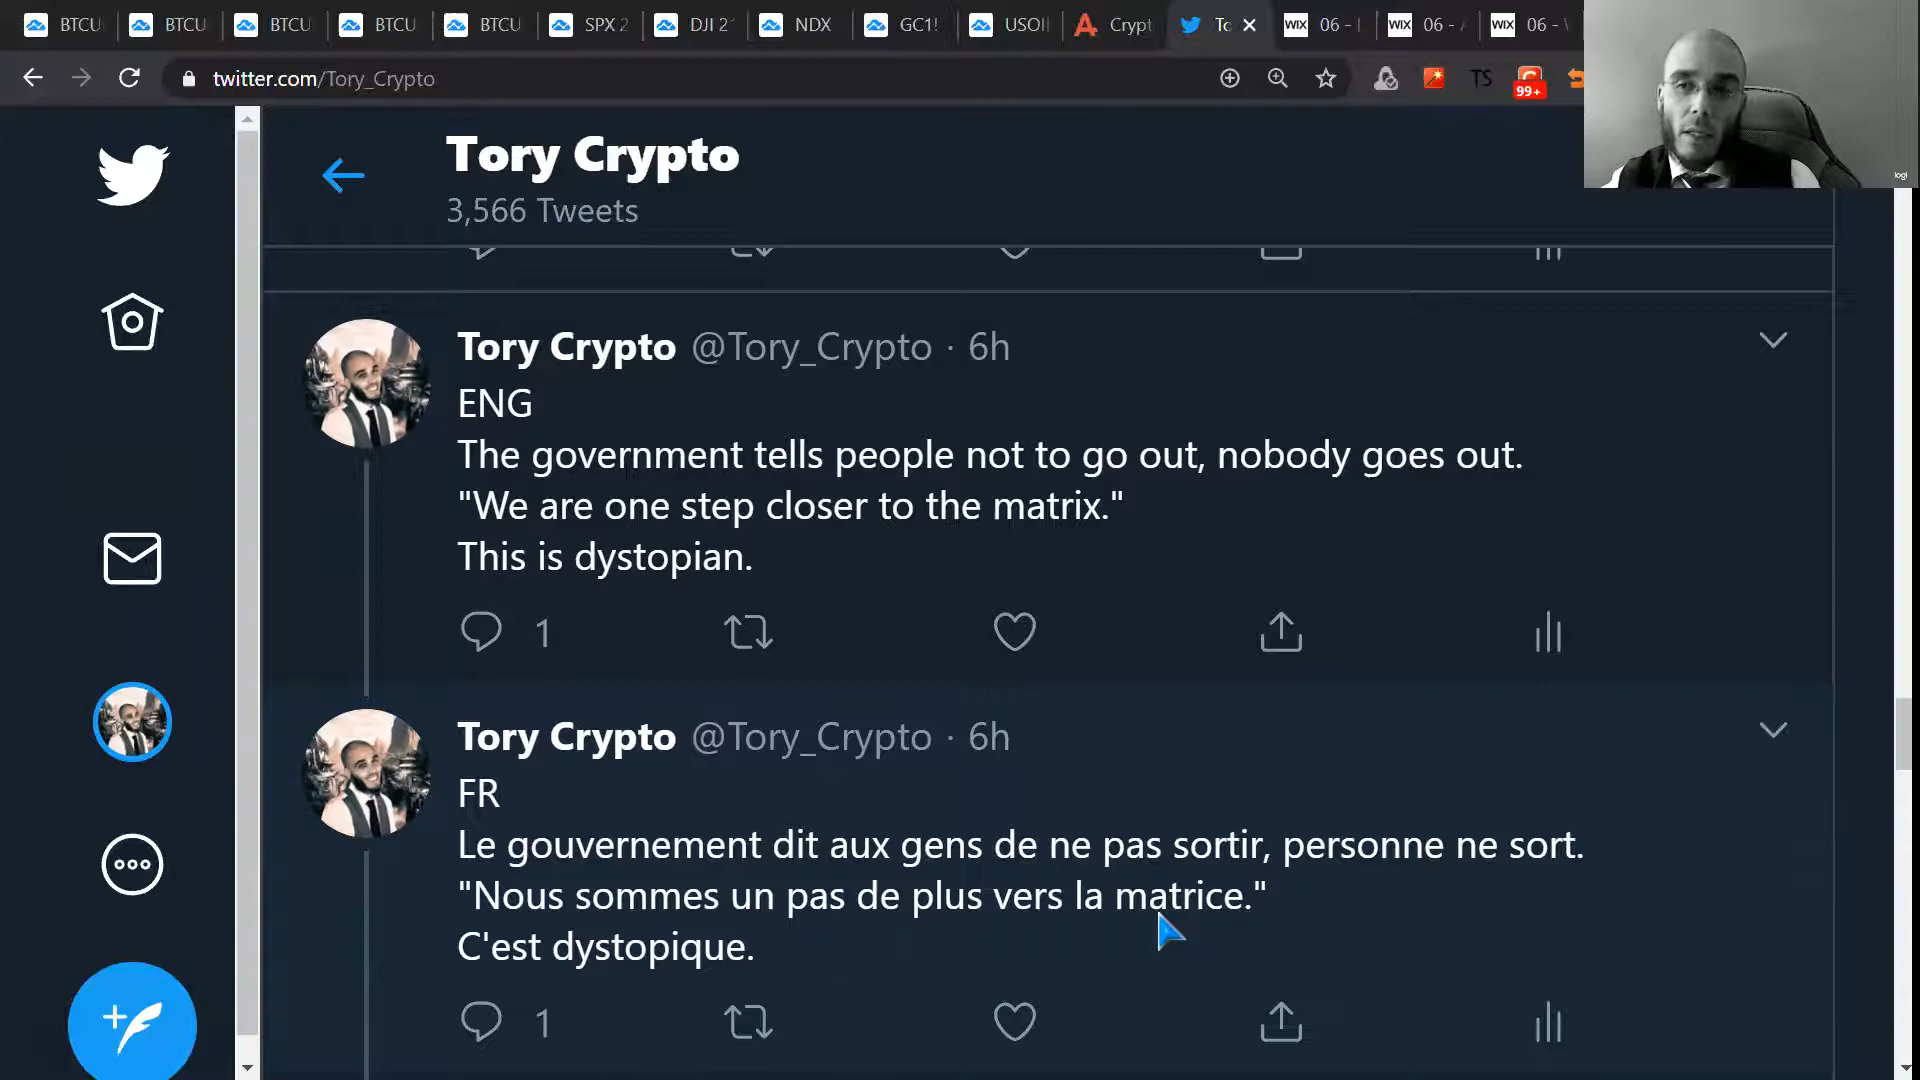 BTCU
BTCU
BTCU
BTCU
BTCU
SPX 2
DJI 2
NDX
GC1!
USOI
Crypt
To
WIX 06 -
WIX 06 -
WIX 06 -
twitter.com/Tory_Crypto
TS
99+
logi
Tory Crypto
3,566 Tweets
Tory Crypto @Tory_Crypto · 6h
ENG
The government tells people not to go out, nobody goes out.
"We are one step closer to the matrix."
This is dystopian.
1
Tory Crypto @Tory_Crypto · 6h
FR
Le gouvernement dit aux gens de ne pas sortir, personne ne sort.
"Nous sommes un pas de plus vers la matrice."
C'est dystopique.
1